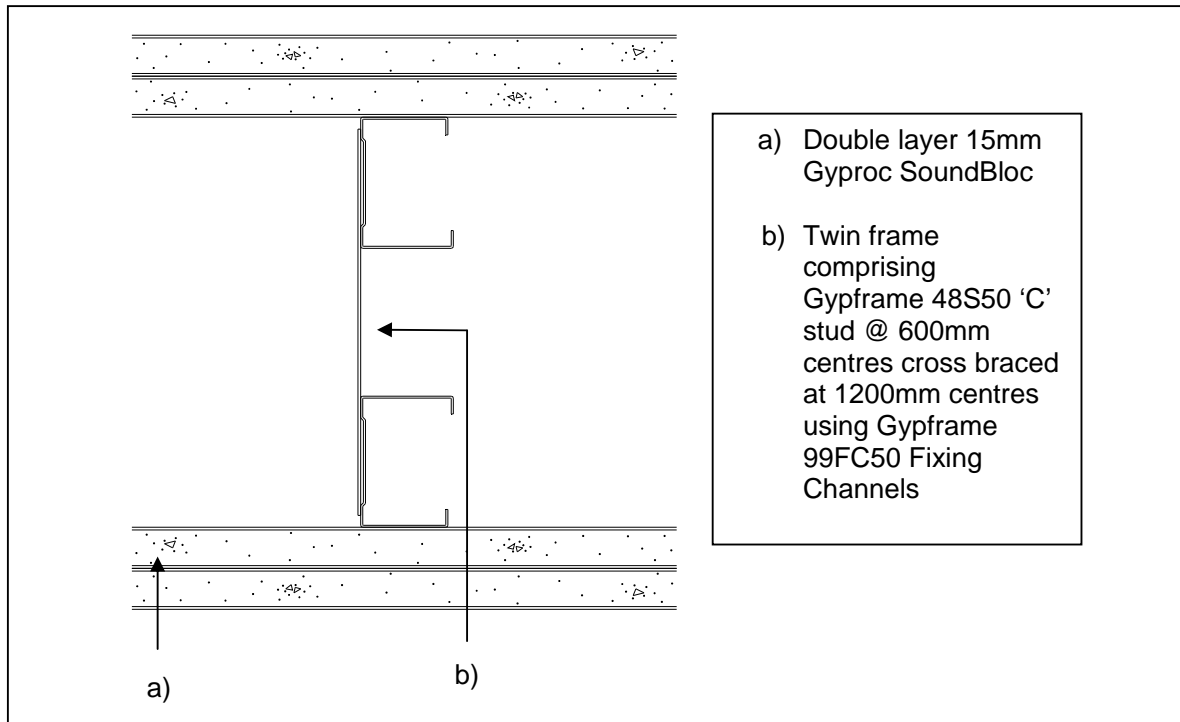 a) Double layer 15mm
Gyproc SoundBloc
b) Twin frame
comprising
Gypframe 48S50 ‘C’
stud @ 600mm
centres cross braced
at 1200mm centres
using Gypframe
99FC50 Fixing
Channels
a)
b)